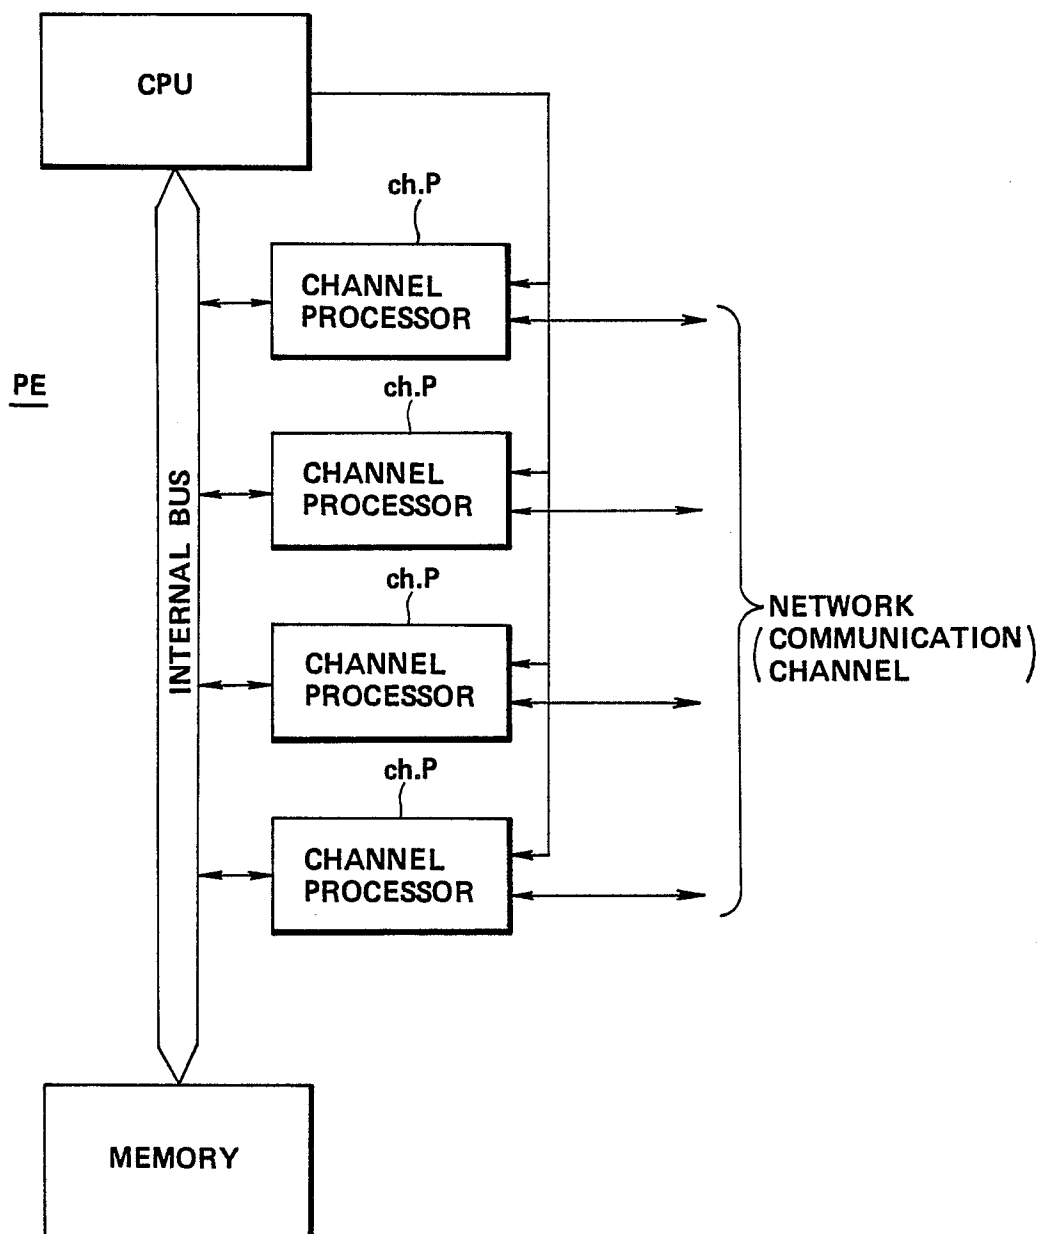 CPU
ch.P
CHANNEL
PROCESSOR
PE
ch.P
CHANNEL
PROCESSOR
INTERNAL BUS
ch.P
CHANNEL
PROCESSOR
NETWORK
(COMMUNICATION
CHANNEL)
ch.P
CHANNEL
PROCESSOR
MEMORY